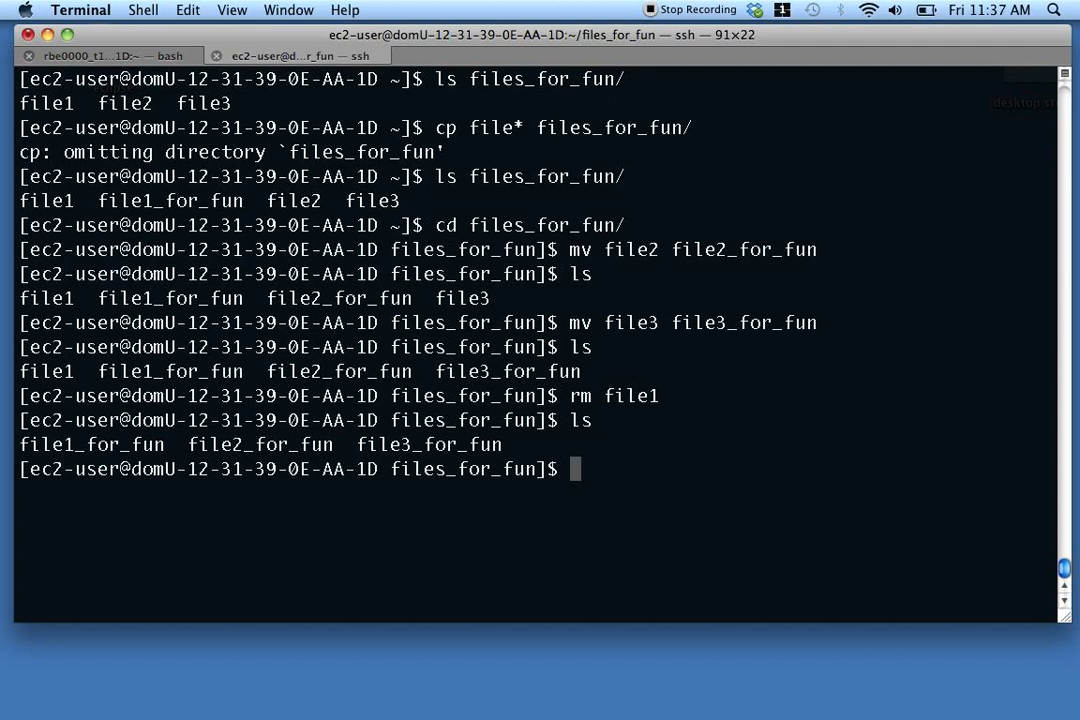 Terminal Shell Edit View Window Help Stop Recording 1 Fri 11:37 AM
ec2-user@domU-12-31-39-0E-AA-1D:~/files_for_fun — ssh — 91×22
rbe0000_t1...1D:~ — bash ec2-user@d...r_fun — ssh
[ec2-user@domU-12-31-39-0E-AA-1D ~]$ ls files_for_fun/
file1 file2 file3
[ec2-user@domU-12-31-39-0E-AA-1D ~]$ cp file* files_for_fun/
cp: omitting directory `files_for_fun'
[ec2-user@domU-12-31-39-0E-AA-1D ~]$ ls files_for_fun/
file1 file1_for_fun file2 file3
[ec2-user@domU-12-31-39-0E-AA-1D ~]$ cd files_for_fun/
[ec2-user@domU-12-31-39-0E-AA-1D files_for_fun]$ mv file2 file2_for_fun
[ec2-user@domU-12-31-39-0E-AA-1D files_for_fun]$ ls
file1 file1_for_fun file2_for_fun file3
[ec2-user@domU-12-31-39-0E-AA-1D files_for_fun]$ mv file3 file3_for_fun
[ec2-user@domU-12-31-39-0E-AA-1D files_for_fun]$ ls
file1 file1_for_fun file2_for_fun file3_for_fun
[ec2-user@domU-12-31-39-0E-AA-1D files_for_fun]$ rm file1
[ec2-user@domU-12-31-39-0E-AA-1D files_for_fun]$ ls
file1_for_fun file2_for_fun file3_for_fun
[ec2-user@domU-12-31-39-0E-AA-1D files_for_fun]$